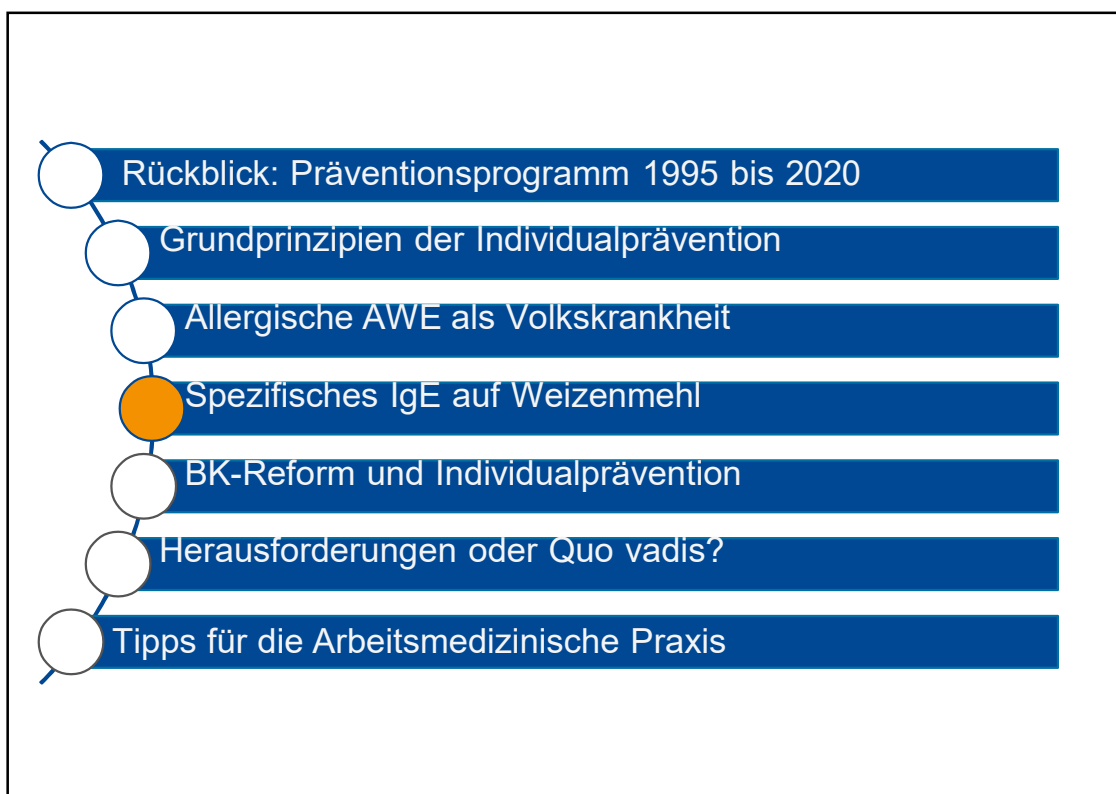 Rückblick: Präventionsprogramm 1995 bis 2020
Grundprinzipien der Individualprävention
Allergische AWE als Volkskrankheit
Spezifisches IgE auf Weizenmehl
BK-Reform und Individualprävention
Herausforderungen oder Quo vadis?
Tipps für die Arbeitsmedizinische Praxis